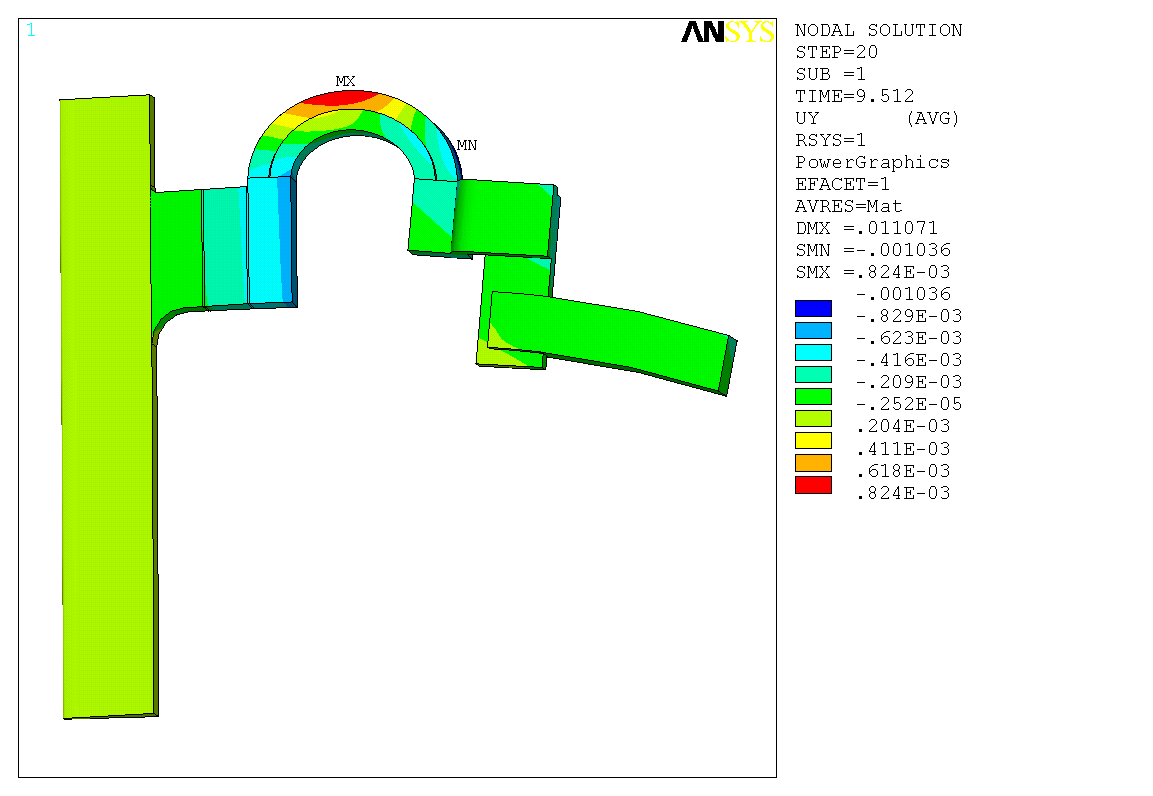 1
ANSYS
MX
MN
NODAL SOLUTION
STEP=20
SUB =1
TIME=9.512
UY (AVG)
RSYS=1
PowerGraphics
EFACET=1
AVRES=Mat
DMX =.011071
SMN =-.001036
SMX =.824E-03
-.001036
-.829E-03
-.623E-03
-.416E-03
-.209E-03
-.252E-05
.204E-03
.411E-03
.618E-03
.824E-03